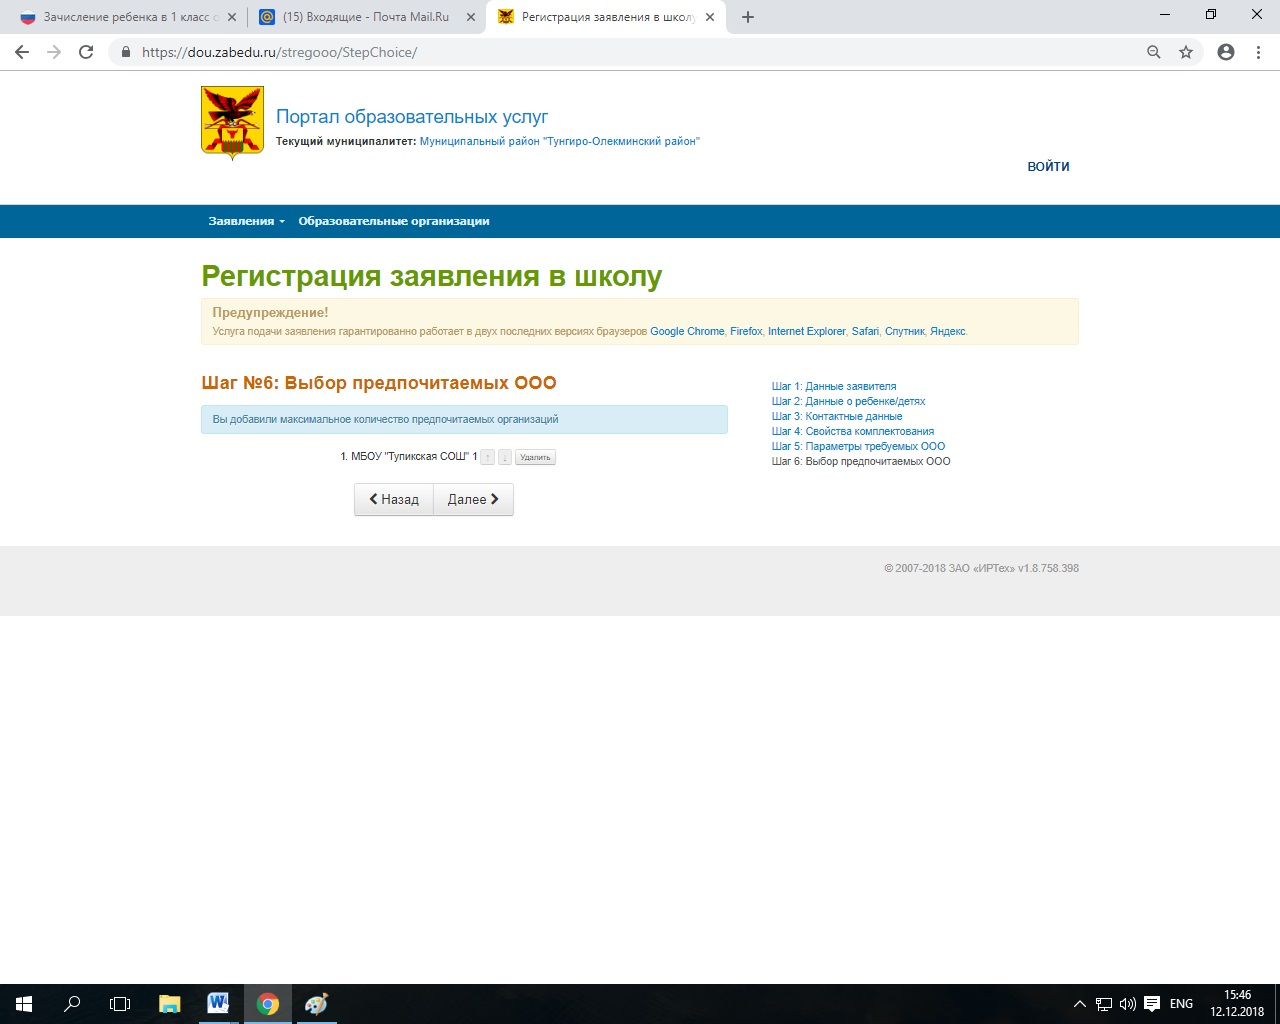 Зачисление ребенка в 1 класс о
(15) Входящие - Почта Mail.Ru
Регистрация заявления в школу
https://dou.zabedu.ru/stregooo/StepChoice/
Портал образовательных услуг
Текущий муниципалитет: Муниципальный район "Тунгиро-Олекминский район"
ВОЙТИ
Заявления Образовательные организации
Регистрация заявления в школу
Предупреждение!
Услуга подачи заявления гарантированно работает в двух последних версиях браузеров Google Chrome, Firefox, Internet Explorer, Safari, Спутник, Яндекс.
Шаг №6: Выбор предпочитаемых ООО
Вы добавили максимальное количество предпочитаемых организаций
1. МБОУ "Тупикская СОШ" 1 ↑ ↓ Удалить
Назад Далее
Шаг 1: Данные заявителя
Шаг 2: Данные о ребенке/детях
Шаг 3: Контактные данные
Шаг 4: Свойства комплектования
Шаг 5: Параметры требуемых ООО
Шаг 6: Выбор предпочитаемых ООО
© 2007-2018 ЗАО «ИРТех» v1.8.758.398
ENG
15:46
12.12.2018